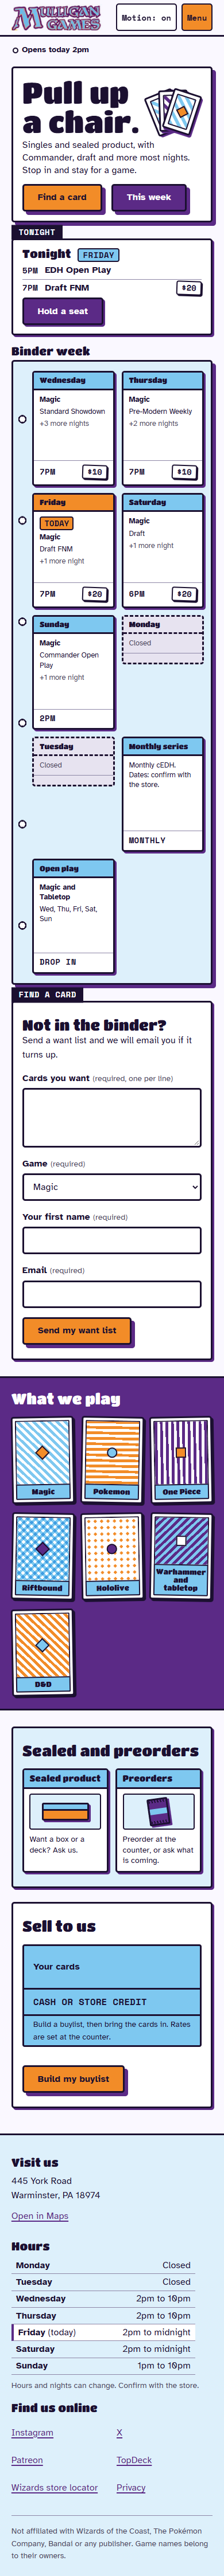 MULLIGAN
GAMES
Motion: on
Menu
Opens today 2pm
Pull up
a chair.
Singles and sealed product, with
Commander, draft and more most nights.
Stop in and stay for a game.
Find a card
This week
TONIGHT
Tonight FRIDAY
5PM EDH Open Play
7PM Draft FNM $20
Hold a seat
Binder week
Wednesday
Magic
Standard Showdown
+3 more nights
7PM $10
Thursday
Magic
Pre-Modern Weekly
+2 more nights
7PM $10
Friday
TODAY
Magic
Draft FNM
+1 more night
7PM $20
Saturday
Magic
Draft
+1 more night
6PM $20
Sunday
Magic
Commander Open
Play
+1 more night
2PM
Monday
Closed
Tuesday
Closed
Monthly series
Monthly cEDH.
Dates: confirm with
the store.
MONTHLY
Open play
Magic and
Tabletop
Wed, Thu, Fri, Sat,
Sun
DROP IN
FIND A CARD
Not in the binder?
Send a want list and we will email you if it
turns up.
Cards you want (required, one per line)
Game (required)
Magic
Your first name (required)
Email (required)
Send my want list
What we play
Magic
Pokemon
One Piece
Riftbound
Hololive
Warhammer
and
tabletop
D&D
Sealed and preorders
Sealed product
Want a box or a
deck? Ask us.
Preorders
Preorder at the
counter, or ask what
is coming.
Sell to us
Your cards
CASH OR STORE CREDIT
Build a buylist, then bring the cards in. Rates
are set at the counter.
Build my buylist
Visit us
445 York Road
Warminster, PA 18974
Open in Maps
Hours
Monday Closed
Tuesday Closed
Wednesday 2pm to 10pm
Thursday 2pm to 10pm
Friday (today) 2pm to midnight
Saturday 2pm to midnight
Sunday 1pm to 10pm
Hours and nights can change. Confirm with the store.
Find us online
Instagram
X
Patreon
TopDeck
Wizards store locator
Privacy
Not affiliated with Wizards of the Coast, The Pokémon
Company, Bandai or any publisher. Game names belong
to their owners.